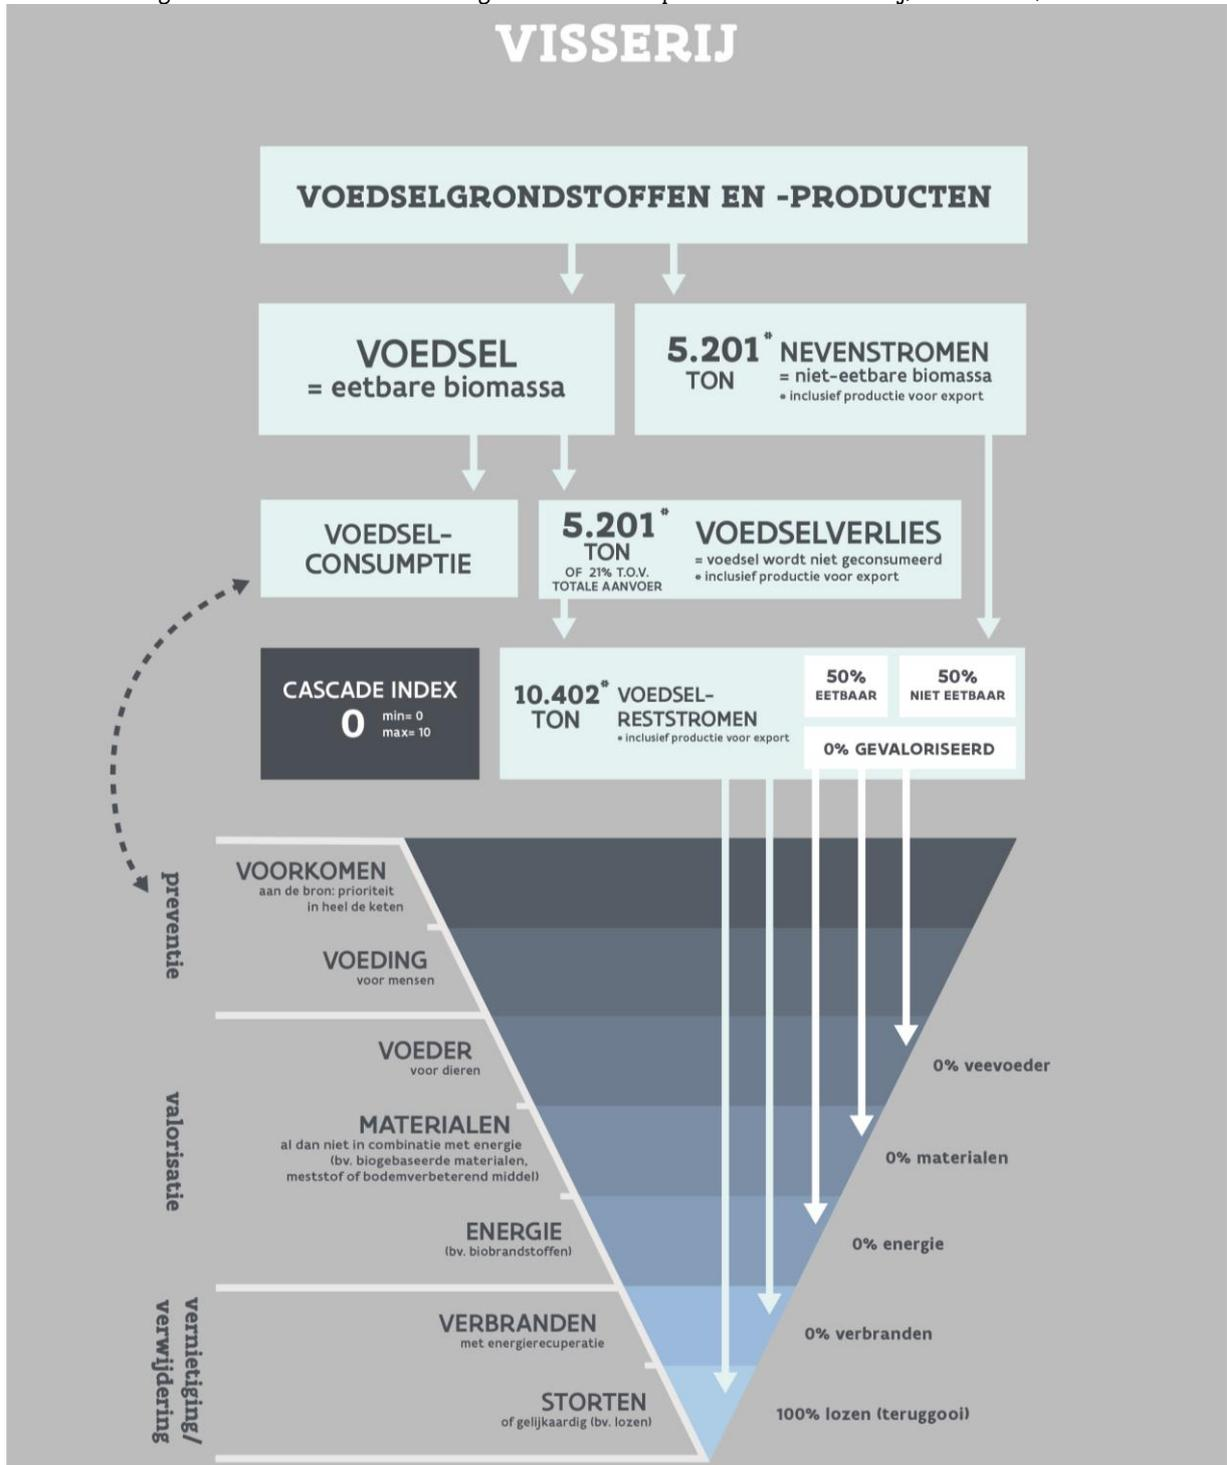 VISSERIJ
VOEDSELGRONDSTOFFEN EN -PRODUCTEN
VOEDSEL
= eetbare biomassa
5.201*
TON
NEVENSTROMEN
= niet-eetbare biomassa
* inclusief productie voor export
VOEDSEL-
CONSUMPTIE
5.201*
TON
OF 21% T.O.V.
TOTALE AANVOER
VOEDSELVERLIES
= voedsel wordt niet geconsumeerd
* inclusief productie voor export
CASCADE INDEX
0
min= 0
max= 10
10.402*
TON
VOEDSEL-
RESTSTROMEN
* inclusief productie voor export
50%
EETBAAR
50%
NIET EETBAAR
0% GEVALORISEERD
preventie
VOORKOMEN
aan de bron: prioriteit
in heel de keten
VOEDING
voor mensen
valorisatie
VOEDER
voor dieren
0% veevoeder
MATERIALEN
al dan niet in combinatie met energie
(bv. biogebaseerde materialen,
meststof of bodemverbeterend middel)
0% materialen
ENERGIE
(bv. biobrandstoffen)
0% energie
vernietiging/
verwijdering
VERBRANDEN
met energierecuperatie
0% verbranden
STORTEN
of gelijkaardig (bv. lozen)
100% lozen (teruggooi)